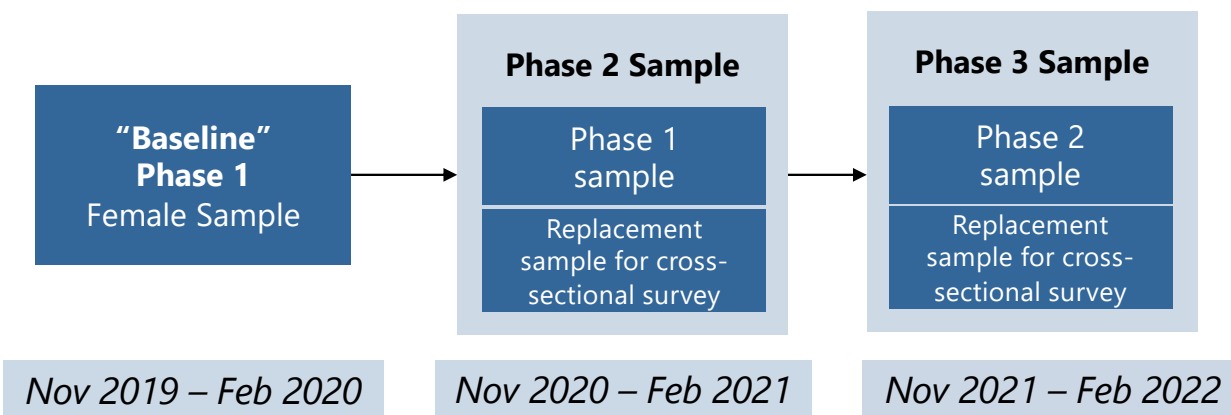 “Baseline”
Phase 1
Female Sample
Phase 2 Sample
Phase 1
sample
Replacement
sample for cross-
sectional survey
Phase 3 Sample
Phase 2
sample
Replacement
sample for cross-
sectional survey
Nov 2019 – Feb 2020
Nov 2020 – Feb 2021
Nov 2021 – Feb 2022